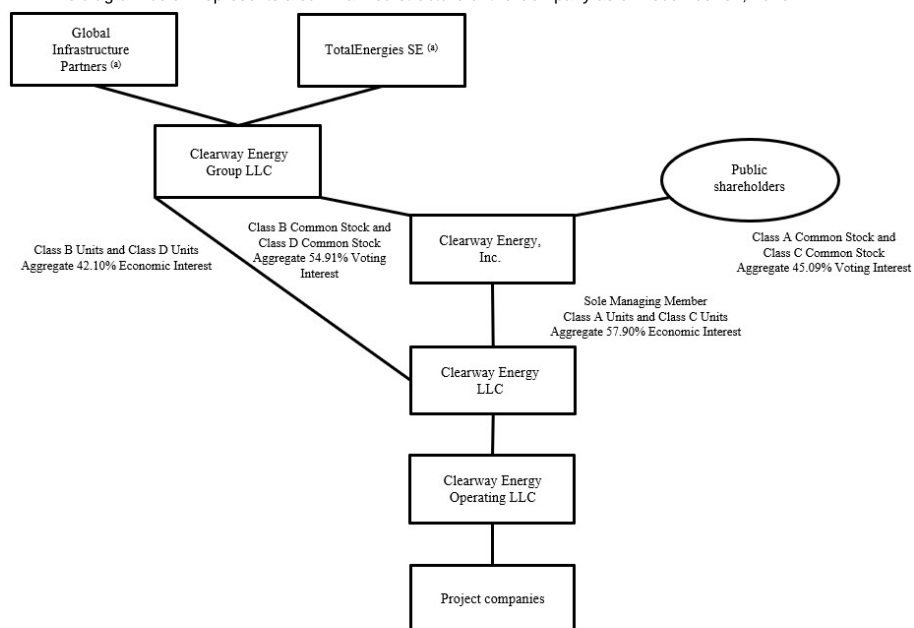 Global
Infrastructure
Partners (a)
TotalEnergies SE (a)
Clearway Energy
Group LLC
Public
shareholders
Class B Units and Class D Units
Aggregate 42.10% Economic Interest
Class B Common Stock and
Class D Common Stock
Aggregate 54.91% Voting
Interest
Clearway Energy,
Inc.
Class A Common Stock and
Class C Common Stock
Aggregate 45.09% Voting Interest
Sole Managing Member
Class A Units and Class C Units
Aggregate 57.90% Economic Interest
Clearway Energy
LLC
Clearway Energy
Operating LLC
Project companies